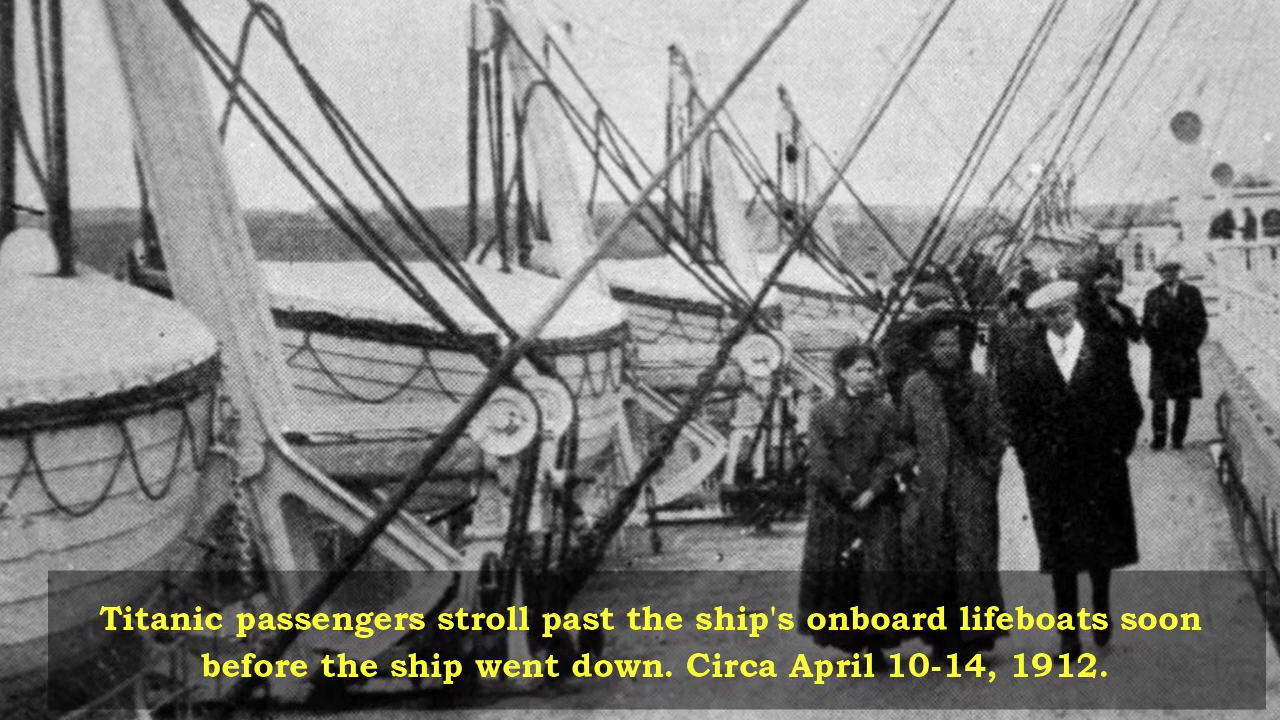 Titanic passengers stroll past the ship's onboard lifeboats soon
before the ship went down. Circa April 10-14, 1912.